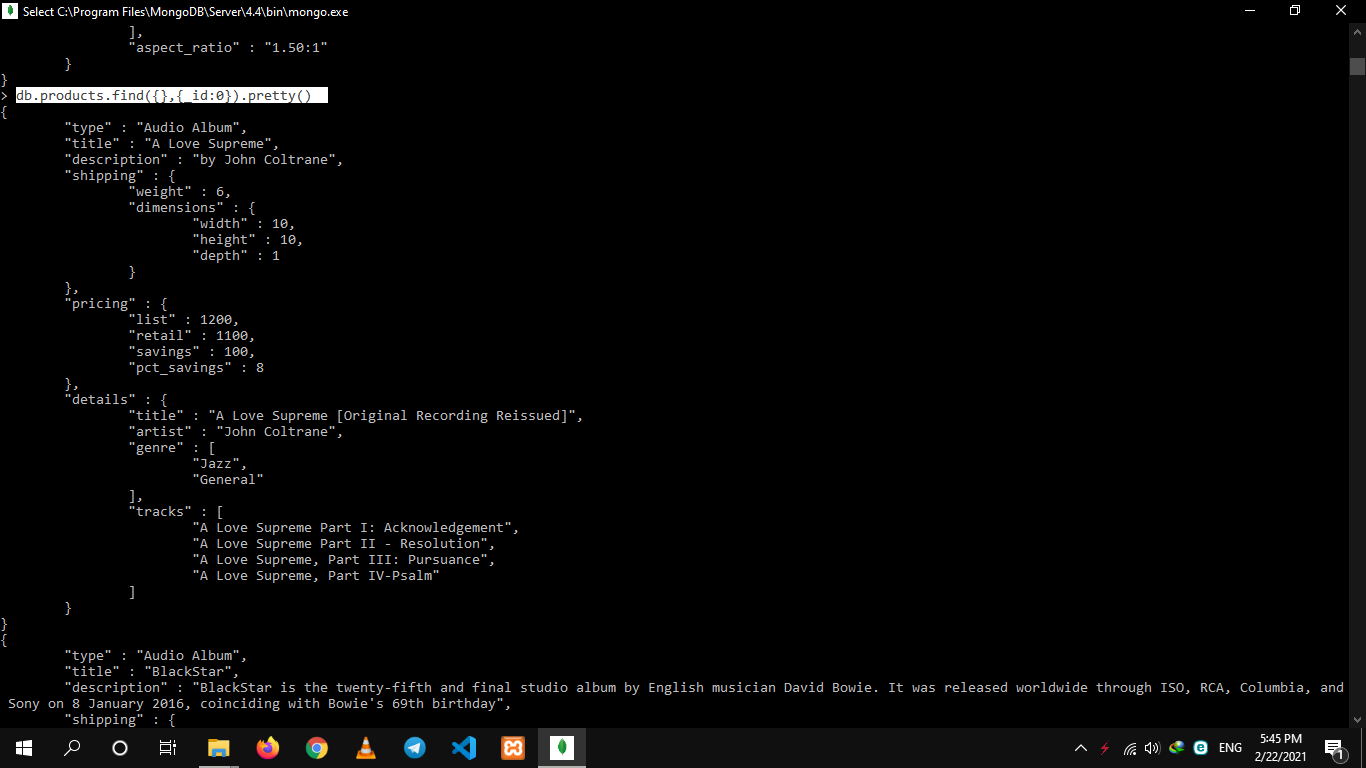 Select C:\Program Files\MongoDB\Server\4.4\bin\mongo.exe
],
"aspect_ratio" : "1.50:1"
}
}
> db.products.find({},{_id:0}).pretty()
{
"type" : "Audio Album",
"title" : "A Love Supreme",
"description" : "by John Coltrane",
"shipping" : {
"weight" : 6,
"dimensions" : {
"width" : 10,
"height" : 10,
"depth" : 1
}
},
"pricing" : {
"list" : 1200,
"retail" : 1100,
"savings" : 100,
"pct_savings" : 8
},
"details" : {
"title" : "A Love Supreme [Original Recording Reissued]",
"artist" : "John Coltrane",
"genre" : [
"Jazz",
"General"
],
"tracks" : [
"A Love Supreme Part I: Acknowledgement",
"A Love Supreme Part II - Resolution",
"A Love Supreme, Part III: Pursuance",
"A Love Supreme, Part IV-Psalm"
]
}
}
{
"type" : "Audio Album",
"title" : "BlackStar",
"description" : "BlackStar is the twenty-fifth and final studio album by English musician David Bowie. It was released worldwide through ISO, RCA, Columbia, and
Sony on 8 January 2016, coinciding with Bowie's 69th birthday",
"shipping" : {
ENG
5:45 PM
2/22/2021
1